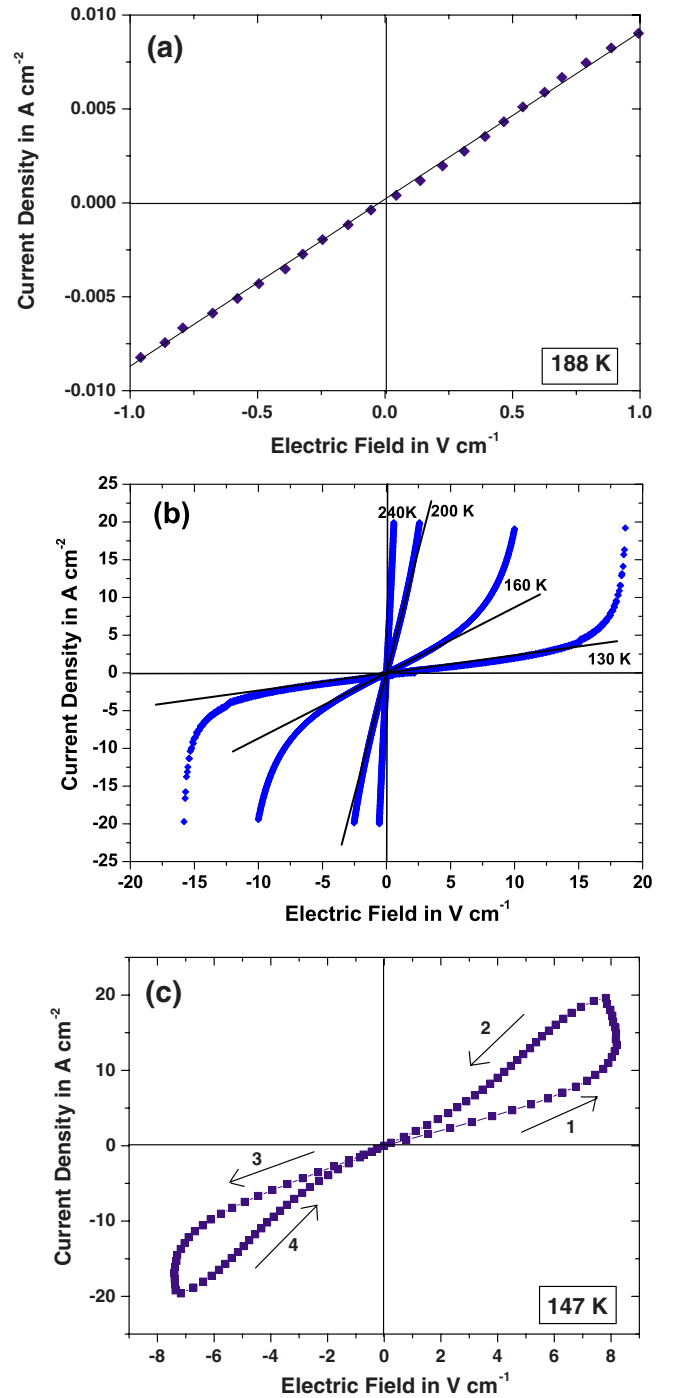 (a)
0.010
0.005
0.000
-0.005
-0.010
Current Density in A cm-2
188 K
-1.0 -0.5 0.0 0.5 1.0
Electric Field in V cm-1
(b)
25
20
15
10
5
0
-5
-10
-15
-20
-25
Current Density in A cm-2
240K 200 K
160 K
130 K
-20 -15 -10 -5 0 5 10 15 20
Electric Field in V cm-1
(c)
20
10
0
-10
-20
Current Density in A cm-2
2
1
3
4
147 K
-8 -6 -4 -2 0 2 4 6 8
Electric Field in V cm-1